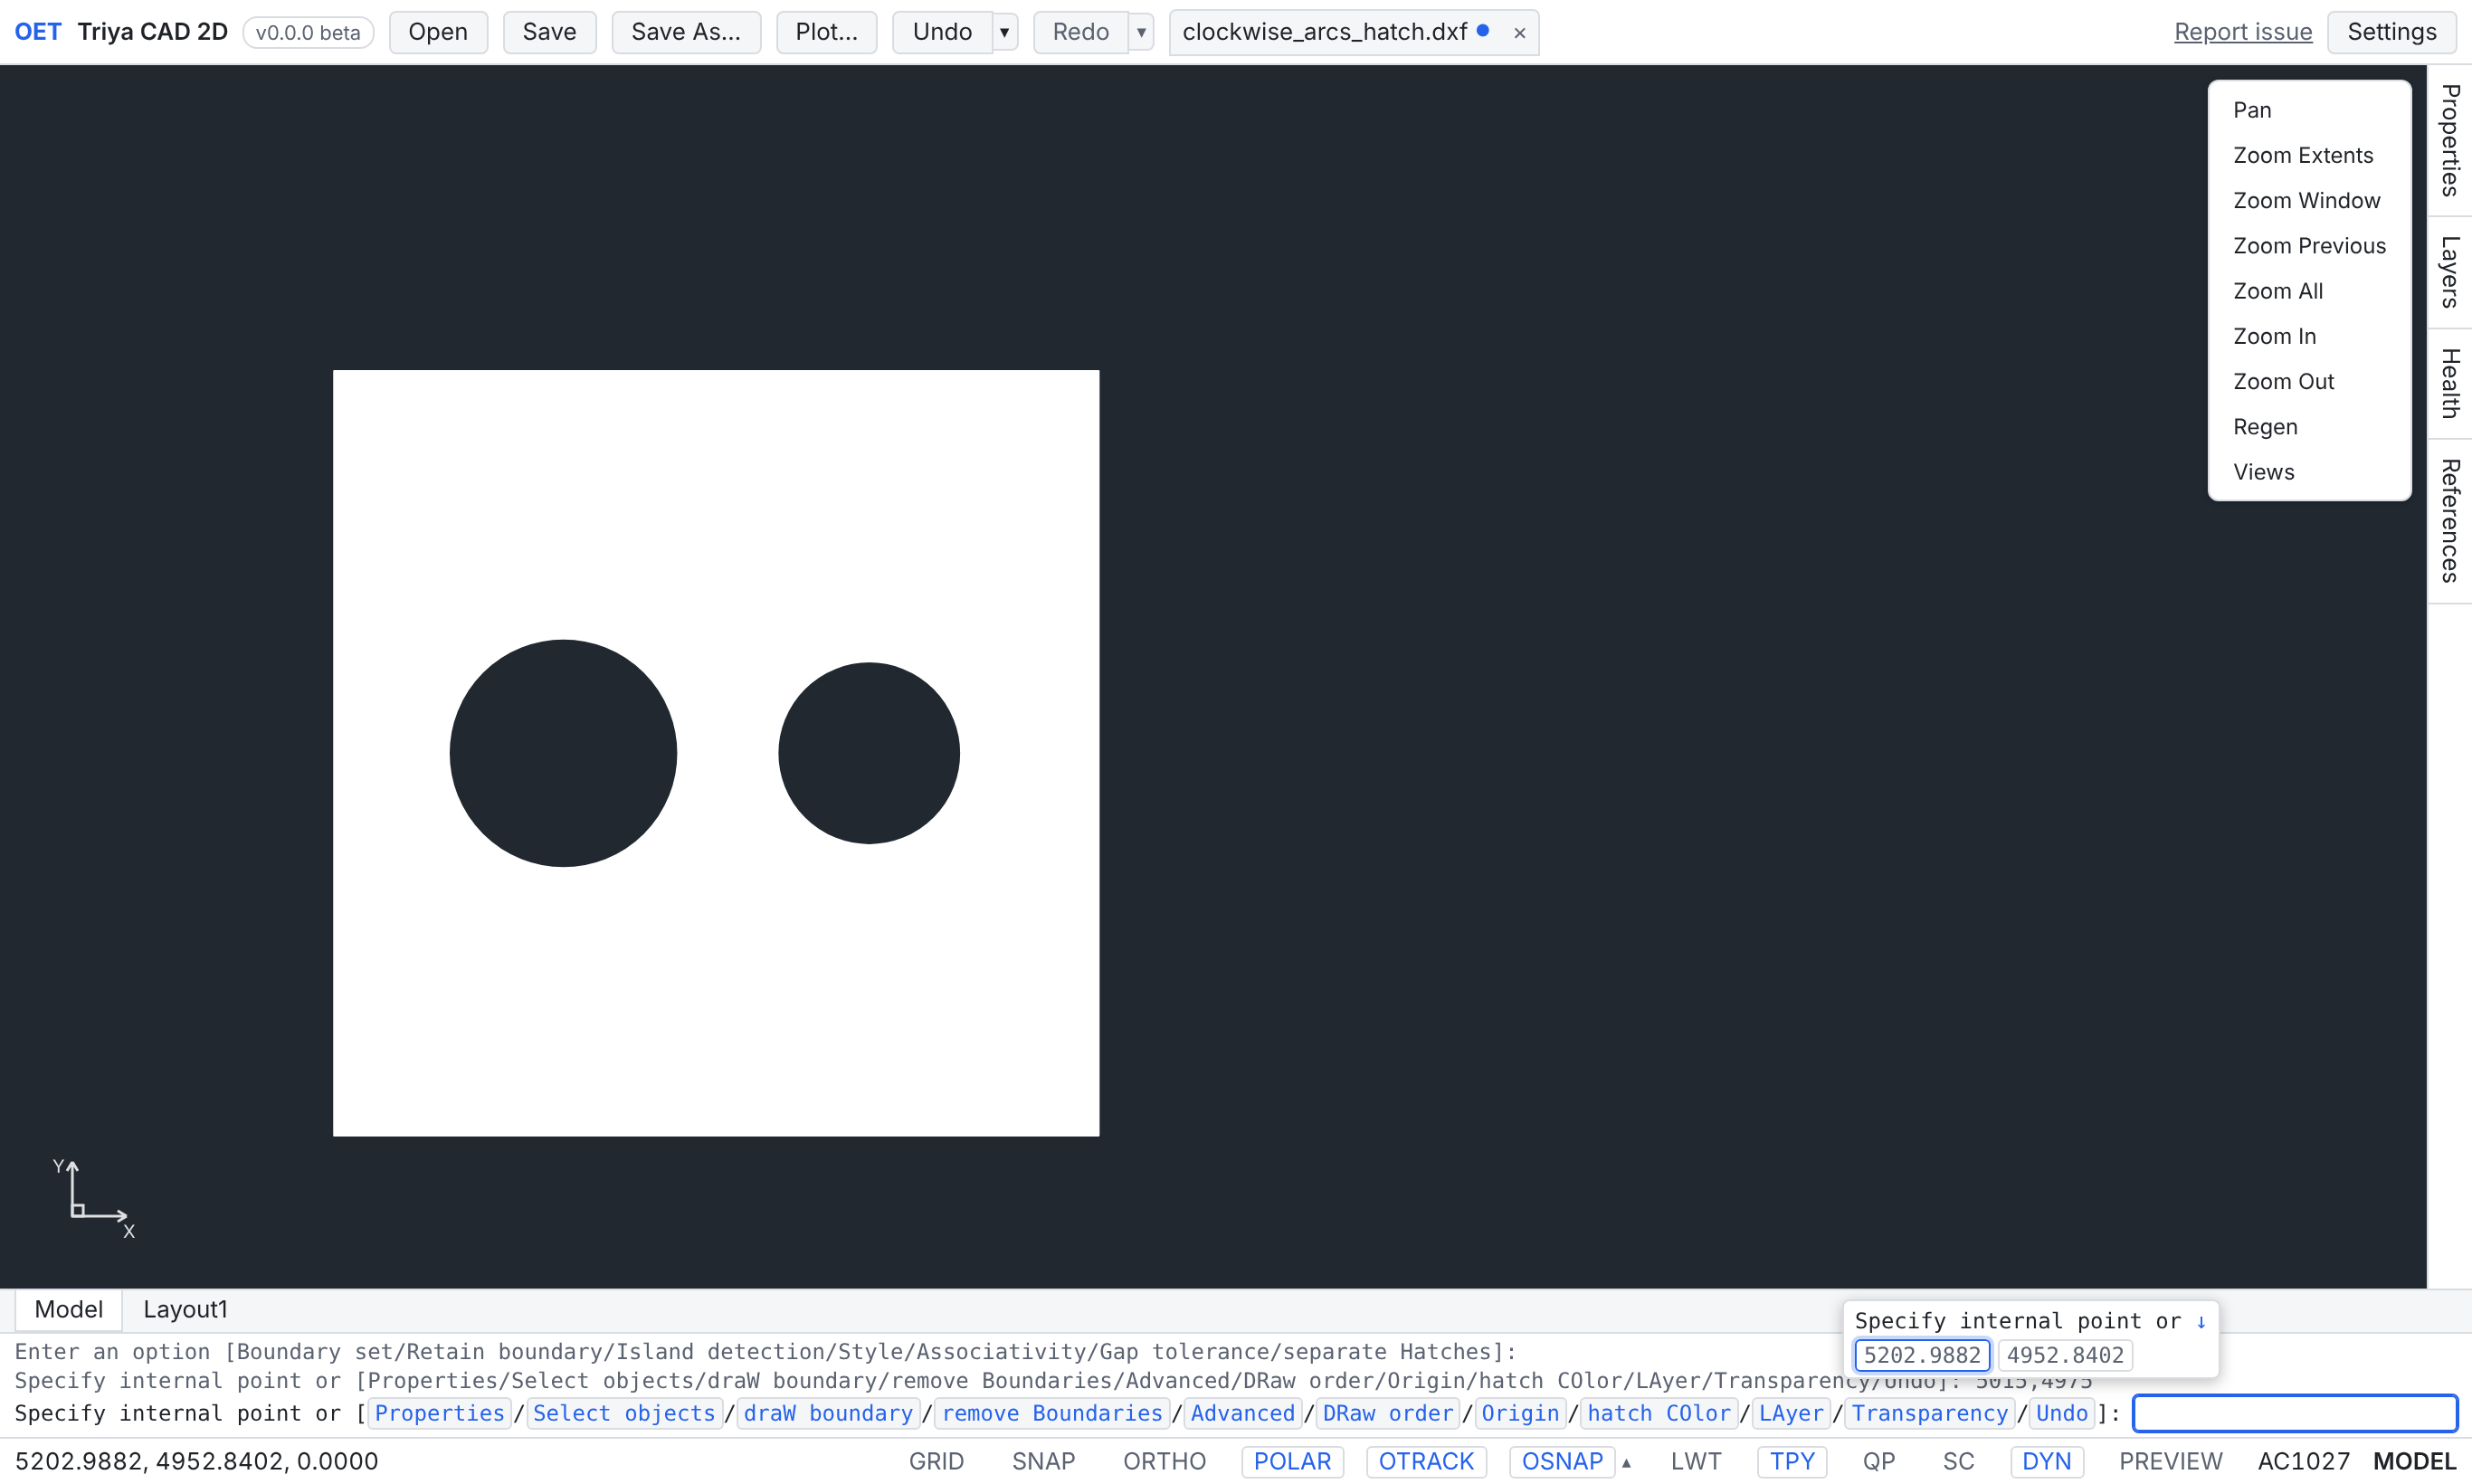 OET Triya CAD 2D v0.0.0 beta Open Save Save As... Plot... Undo ▾ Redo ▾ clockwise_arcs_hatch.dxf × Report issue Settings
Pan
Zoom Extents
Zoom Window
Zoom Previous
Zoom All
Zoom In
Zoom Out
Regen
Views
Properties
Layers
Health
References
Y
X
Model Layout1
Specify internal point or ↓
5202.9882 4952.8402
Enter an option [Boundary set/Retain boundary/Island detection/Style/Associativity/Gap tolerance/separate Hatches]:
Specify internal point or [Properties/Select objects/draW boundary/remove Boundaries/Advanced/DRaw order/Origin/hatch COlor/LAyer/Transparency/Undo]: 5015,4975
Specify internal point or [Properties/Select objects/draW boundary/remove Boundaries/Advanced/DRaw order/Origin/hatch COlor/LAyer/Transparency/Undo]:
5202.9882, 4952.8402, 0.0000 GRID SNAP ORTHO POLAR OTRACK OSNAP ▴ LWT TPY QP SC DYN PREVIEW AC1027 MODEL